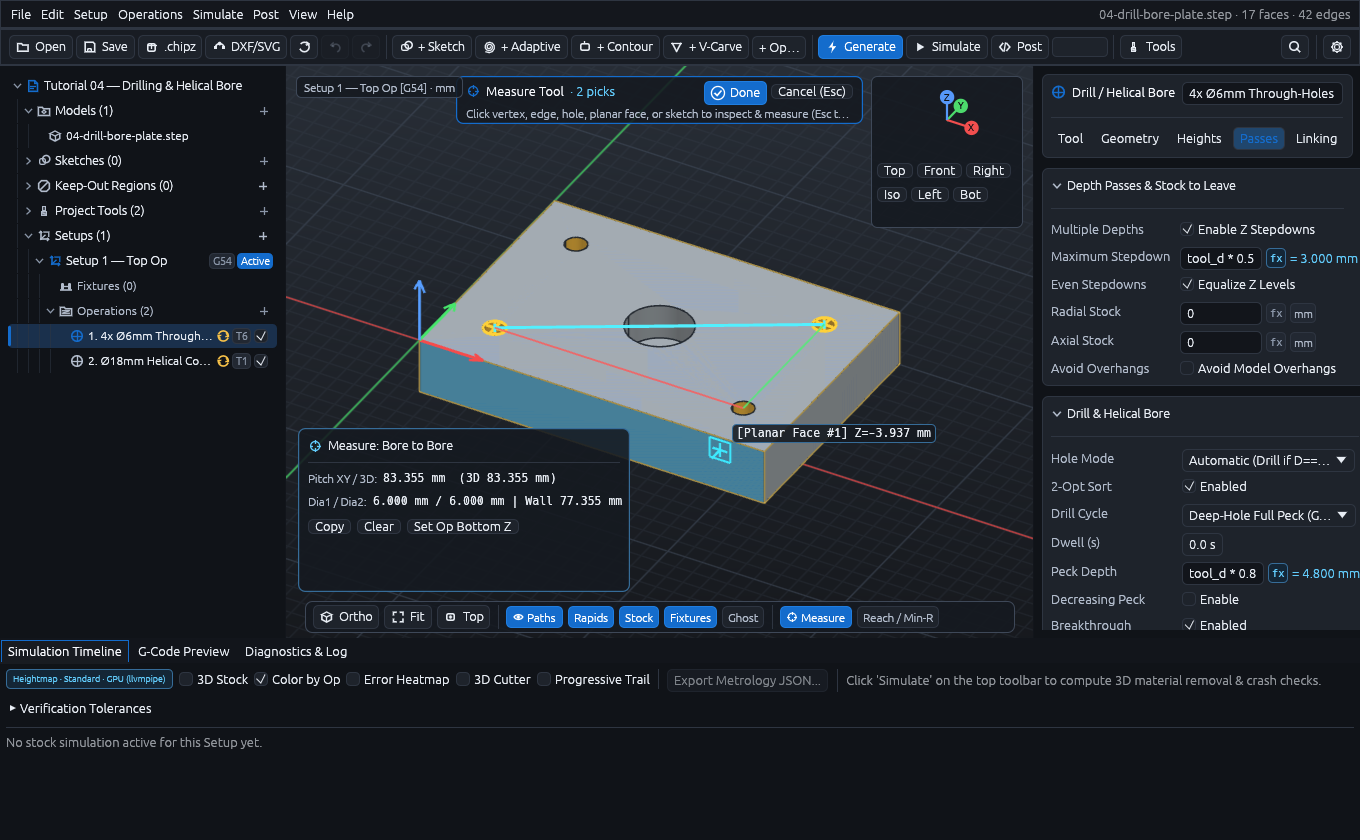 File Edit Setup Operations Simulate Post View Help
04-drill-bore-plate.step · 17 faces · 42 edges
Open Save .chipz DXF/SVG + Sketch + Adaptive + Contour + V-Carve + Op... Generate Simulate Post Tools
Tutorial 04 — Drilling & Helical Bore
Models (1) +
04-drill-bore-plate.step
Sketches (0) +
Keep-Out Regions (0) +
Project Tools (2) +
Setups (1) +
Setup 1 — Top Op G54 Active
Fixtures (0)
Operations (2) +
1. 4x Ø6mm Through... T6
2. Ø18mm Helical Co... T1
Setup 1 — Top Op [G54] · mm
Measure Tool · 2 picks Done Cancel (Esc)
Click vertex, edge, hole, planar face, or sketch to inspect & measure (Esc t...
Z
Y
X
Top Front Right
Iso Left Bot
[Planar Face #1] Z=-3.937 mm
Measure: Bore to Bore
Pitch XY / 3D: 83.355 mm (3D 83.355 mm)
Dia1 / Dia2: 6.000 mm / 6.000 mm | Wall 77.355 mm
Copy Clear Set Op Bottom Z
Ortho Fit Top Paths Rapids Stock Fixtures Ghost Measure Reach / Min-R
Drill / Helical Bore 4x Ø6mm Through-Holes
Tool Geometry Heights Passes Linking
Depth Passes & Stock to Leave
Multiple Depths Enable Z Stepdowns
Maximum Stepdown tool_d * 0.5 fx = 3.000 mm
Even Stepdowns Equalize Z Levels
Radial Stock 0 fx mm
Axial Stock 0 fx mm
Avoid Overhangs Avoid Model Overhangs
Drill & Helical Bore
Hole Mode Automatic (Drill if D==...
2-Opt Sort Enabled
Drill Cycle Deep-Hole Full Peck (G...
Dwell (s) 0.0 s
Peck Depth tool_d * 0.8 fx = 4.800 mm
Decreasing Peck Enable
Breakthrough Enabled
Simulation Timeline G-Code Preview Diagnostics & Log
Heightmap · Standard · GPU (llvmpipe) 3D Stock Color by Op Error Heatmap 3D Cutter Progressive Trail Export Metrology JSON... Click 'Simulate' on the top toolbar to compute 3D material removal & crash checks.
Verification Tolerances
No stock simulation active for this Setup yet.